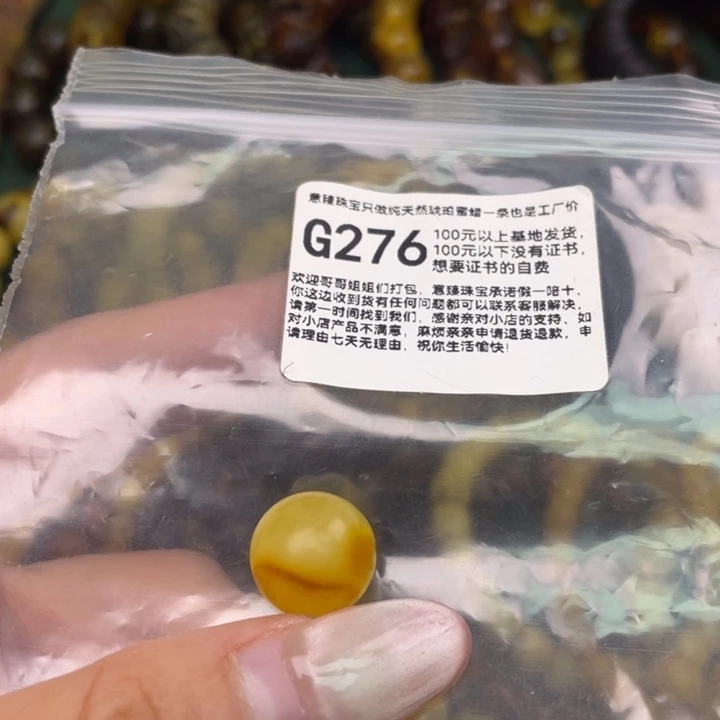 意臻珠宝只做纯天然琥珀蜜蜡一条也是工厂价
G276
100元以上基地发货，
100元以下没有证书，
想要证书的自费
欢迎哥哥姐姐们打包，意臻珠宝承诺假一赔十，
你这边收到货有任何问题都可以联系客服解决，
请第一时间找到我们，感谢亲对小店的支持、如
对小店产品不满意，麻烦亲亲申请退货退款，申
请理由七天无理由，祝你生活愉快！